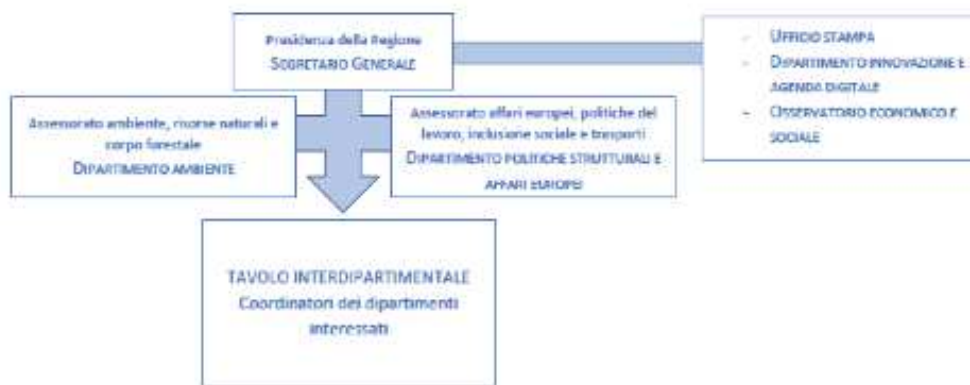 Presidenza della Regione
SEGRETARIO GENERALE
- UFFICIO STAMPA
- DIPARTIMENTO INNOVAZIONE E
AGENDA DIGITALE
- OSSERVATORIO ECONOMICO E
SOCIALE
Assessorato ambiente, risorse naturali e
corpo forestale
DIPARTIMENTO AMBIENTE
Assessorato affari europei, politiche del
lavoro, inclusione sociale e trasporti
DIPARTIMENTO POLITICHE STRUTTURALI E
AFFARI EUROPEI
TAVOLO INTERDIPARTIMENTALE
Coordinatori dei dipartimenti
interessati